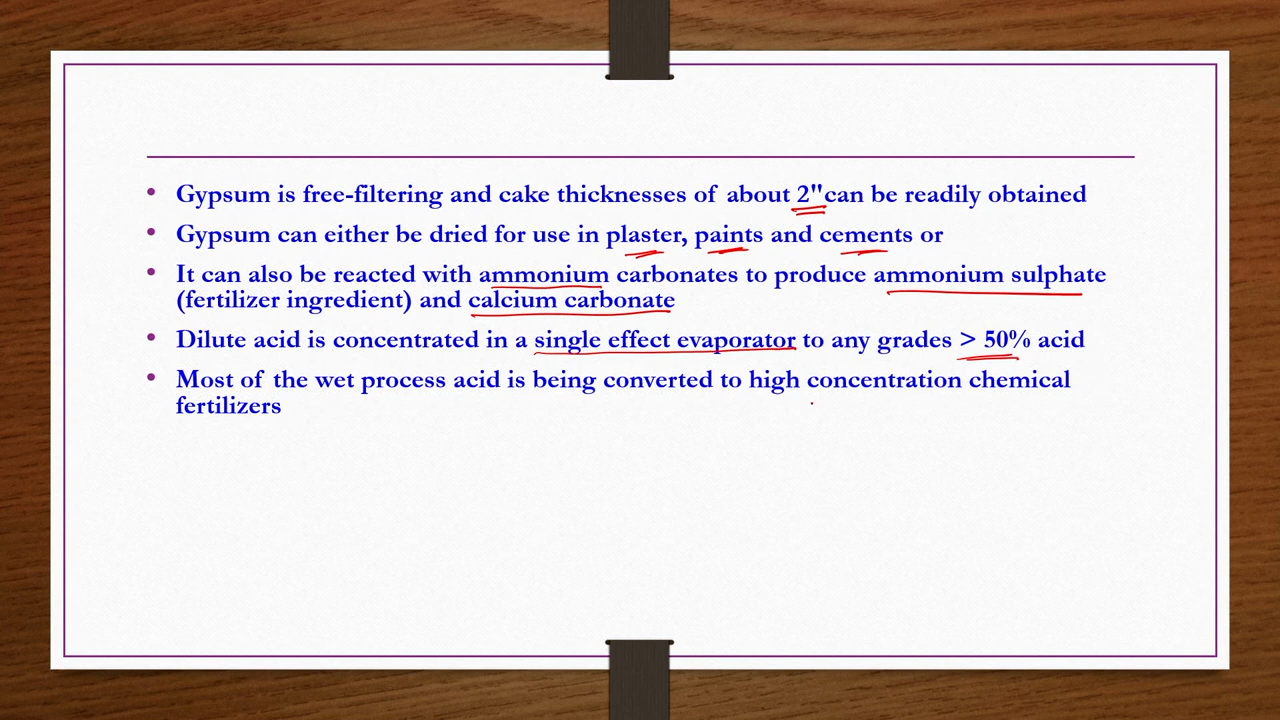 • Gypsum is free-filtering and cake thicknesses of about 2"can be readily obtained
• Gypsum can either be dried for use in plaster, paints and cements or
• It can also be reacted with ammonium carbonates to produce ammonium sulphate
(fertilizer ingredient) and calcium carbonate
• Dilute acid is concentrated in a single effect evaporator to any grades > 50% acid
• Most of the wet process acid is being converted to high concentration chemical
fertilizers